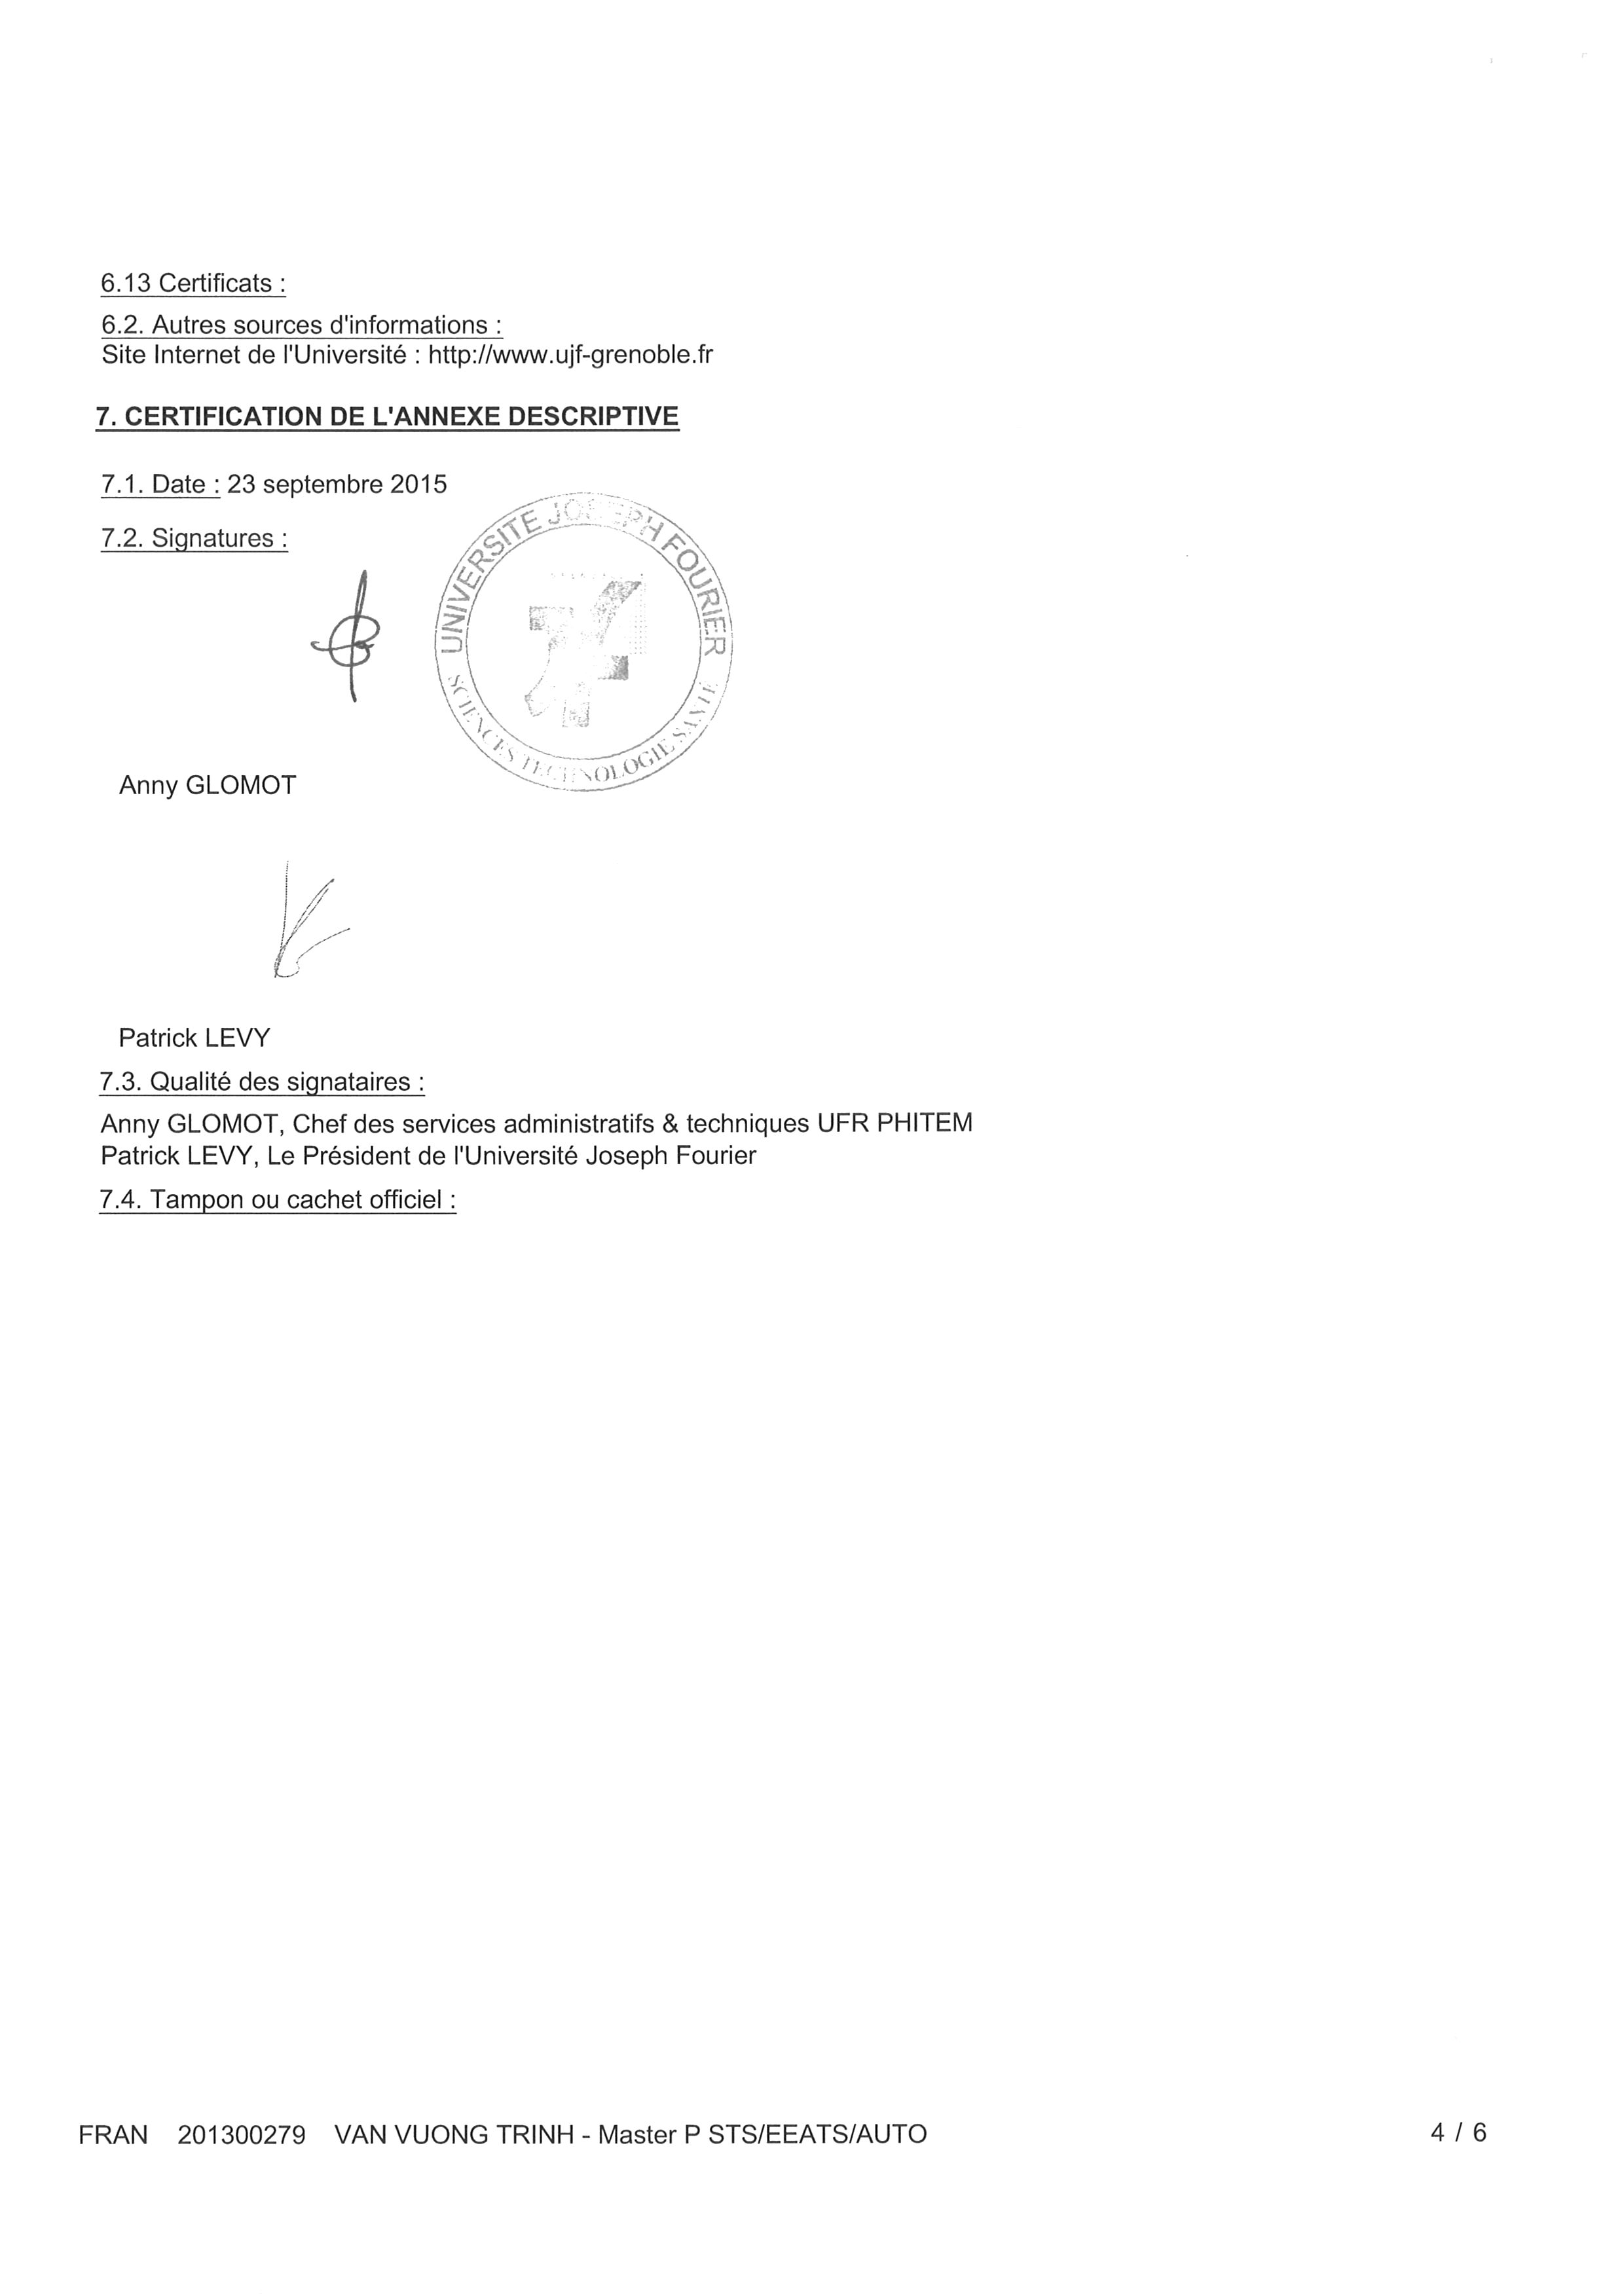 6.13 Certificats :
6.2. Autres sources d'informations :
Site Internet de l'Université : http://www.ujf-grenoble.fr
7. CERTIFICATION DE L'ANNEXE DESCRIPTIVE
7.1. Date : 23 septembre 2015
7.2. Signatures :
UNIVERSITE JOSEPH FOURIER
SCIENCES TECHNOLOGIE SANTE
Anny GLOMOT
Patrick LEVY
7.3. Qualité des signataires :
Anny GLOMOT, Chef des services administratifs & techniques UFR PHITEM
Patrick LEVY, Le Président de l'Université Joseph Fourier
7.4. Tampon ou cachet officiel :
FRAN 201300279 VAN VUONG TRINH - Master P STS/EEATS/AUTO 4 / 6